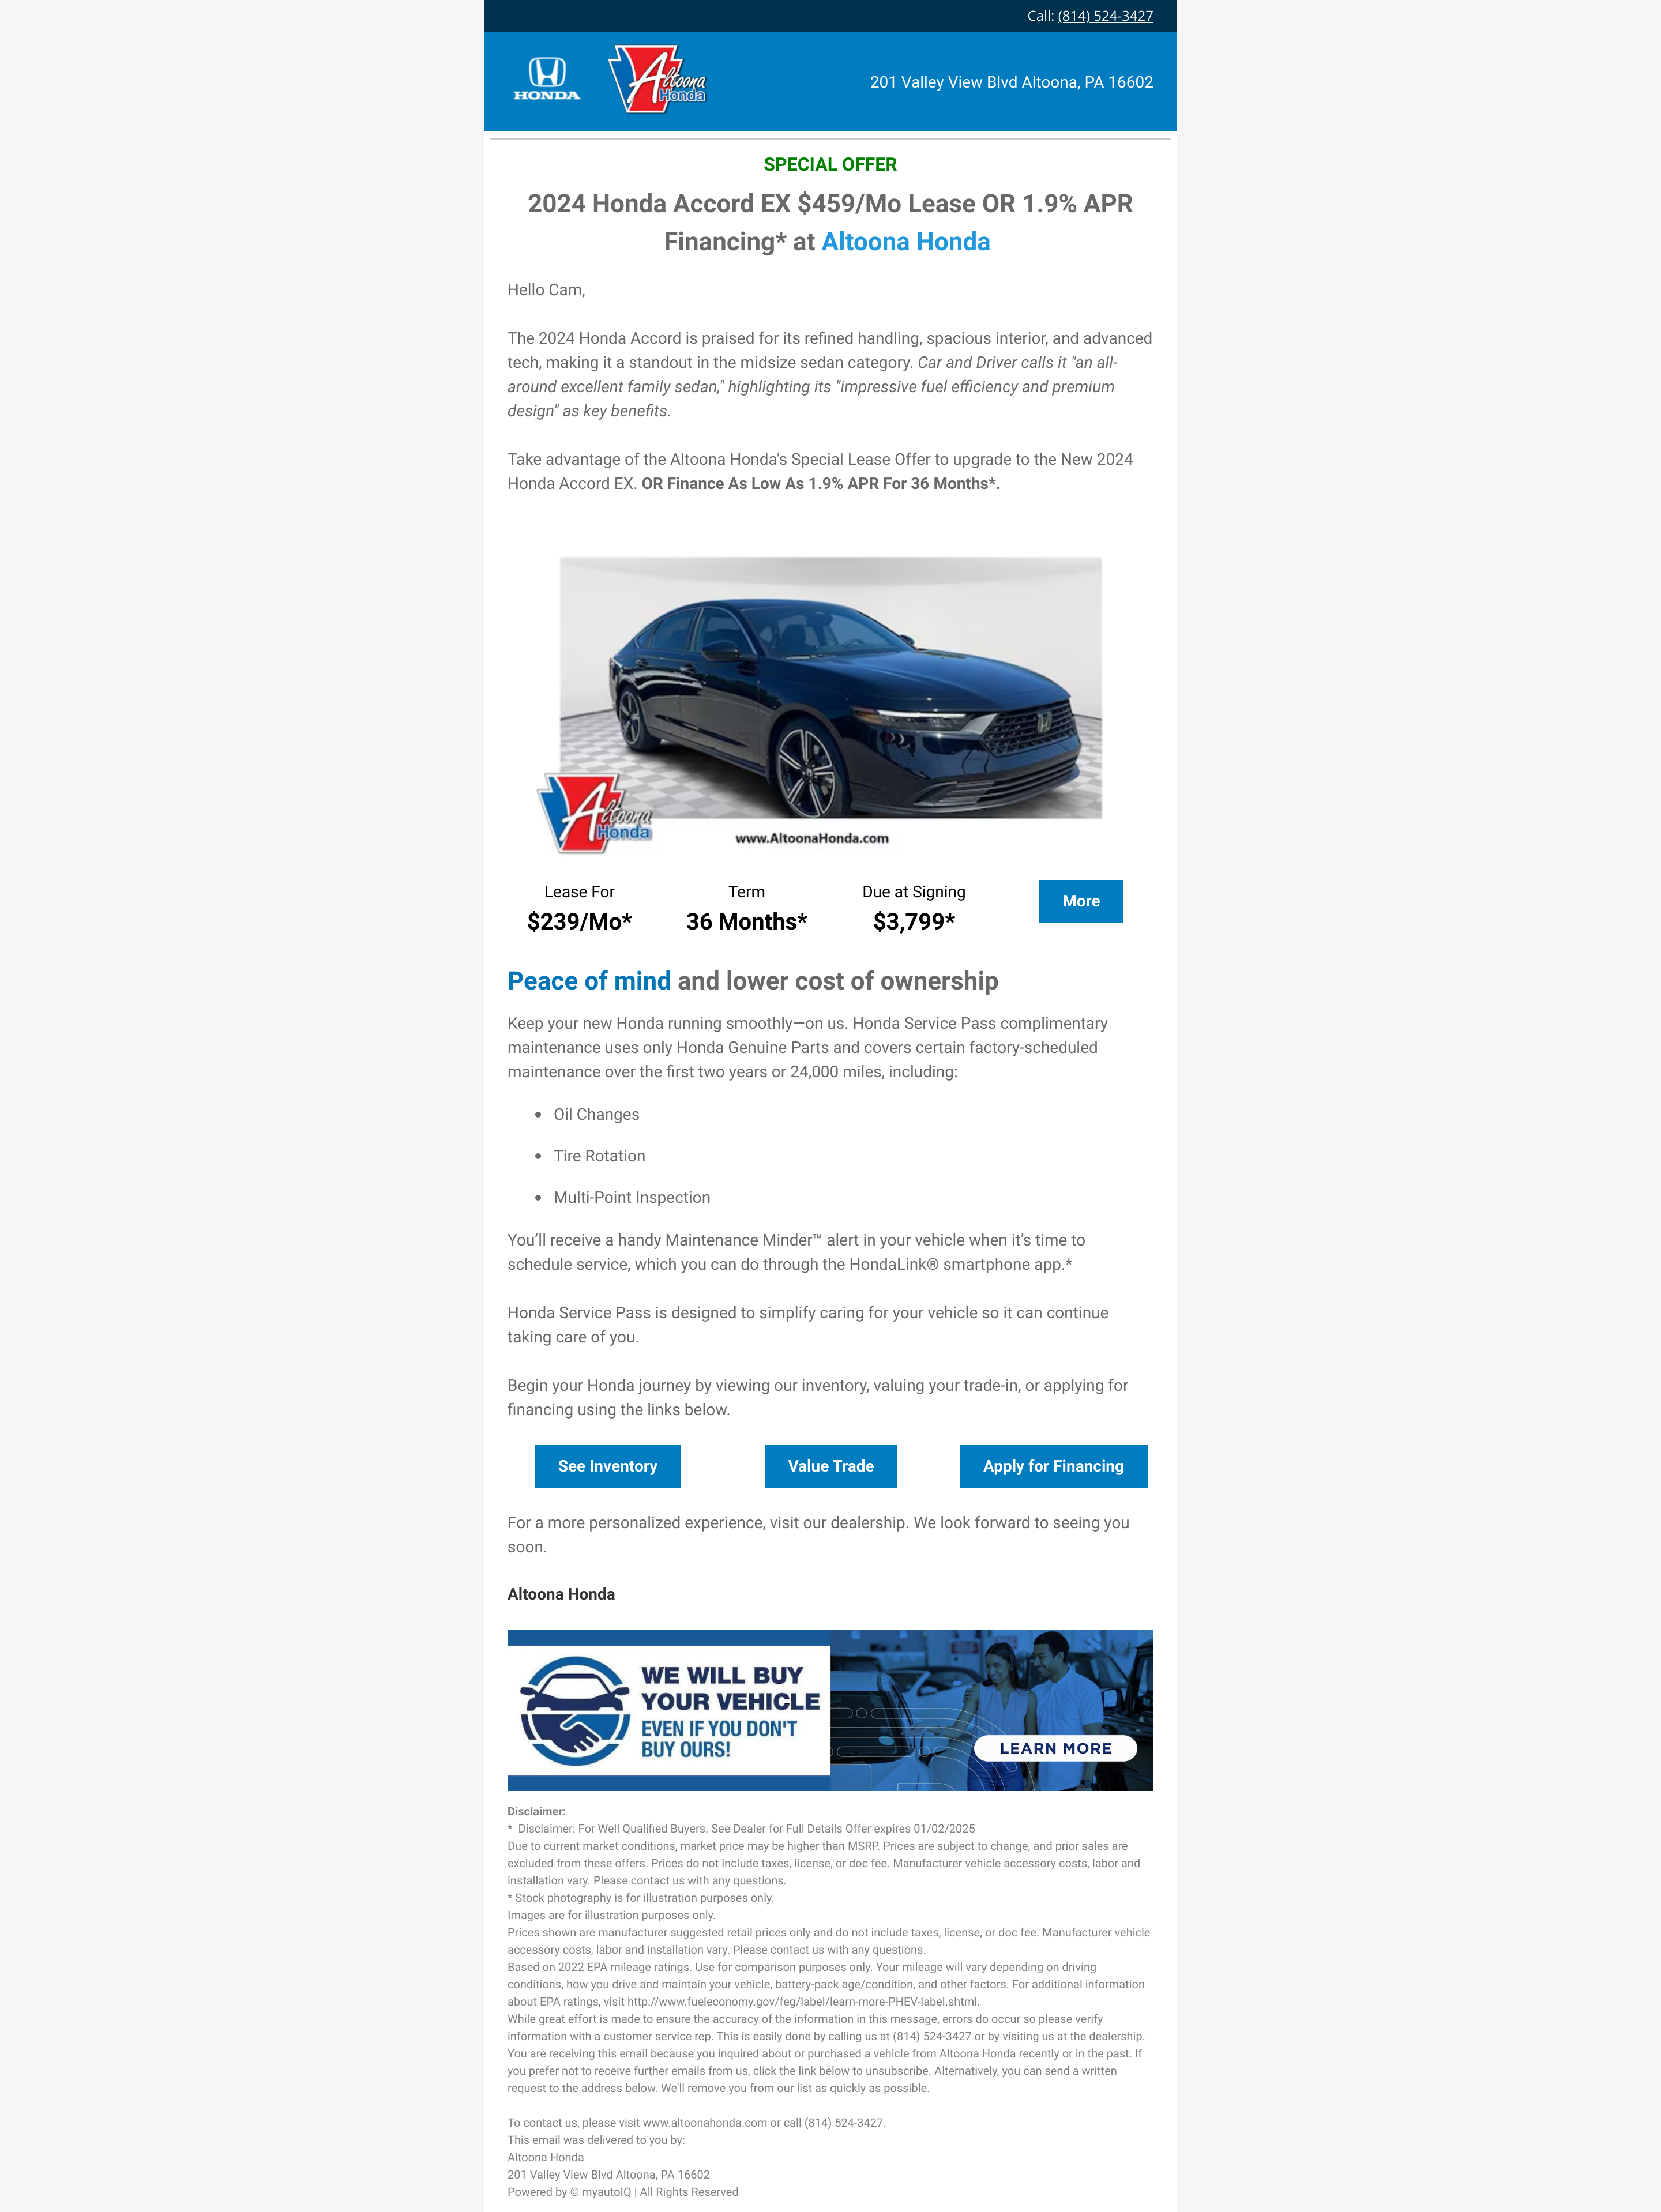 Call: (814) 524-3427
HONDA
Altoona
Honda
201 Valley View Blvd Altoona, PA 16602
SPECIAL OFFER
2024 Honda Accord EX $459/Mo Lease OR 1.9% APR
Financing* at Altoona Honda
Hello Cam,
The 2024 Honda Accord is praised for its refined handling, spacious interior, and advanced
tech, making it a standout in the midsize sedan category. Car and Driver calls it "an all-
around excellent family sedan," highlighting its "impressive fuel efficiency and premium
design" as key benefits.
Take advantage of the Altoona Honda's Special Lease Offer to upgrade to the New 2024
Honda Accord EX. OR Finance As Low As 1.9% APR For 36 Months*.
Altoona
Honda
www.AltoonaHonda.com
Lease For
$239/Mo*
Term
36 Months*
Due at Signing
$3,799*
More
Peace of mind and lower cost of ownership
Keep your new Honda running smoothly—on us. Honda Service Pass complimentary
maintenance uses only Honda Genuine Parts and covers certain factory-scheduled
maintenance over the first two years or 24,000 miles, including:
• Oil Changes
• Tire Rotation
• Multi-Point Inspection
You’ll receive a handy Maintenance Minder™ alert in your vehicle when it’s time to
schedule service, which you can do through the HondaLink® smartphone app.*
Honda Service Pass is designed to simplify caring for your vehicle so it can continue
taking care of you.
Begin your Honda journey by viewing our inventory, valuing your trade-in, or applying for
financing using the links below.
See Inventory
Value Trade
Apply for Financing
For a more personalized experience, visit our dealership. We look forward to seeing you
soon.
Altoona Honda
WE WILL BUY
YOUR VEHICLE
EVEN IF YOU DON'T
BUY OURS!
LEARN MORE
Disclaimer:
* Disclaimer: For Well Qualified Buyers. See Dealer for Full Details Offer expires 01/02/2025
Due to current market conditions, market price may be higher than MSRP. Prices are subject to change, and prior sales are
excluded from these offers. Prices do not include taxes, license, or doc fee. Manufacturer vehicle accessory costs, labor and
installation vary. Please contact us with any questions.
* Stock photography is for illustration purposes only.
Images are for illustration purposes only.
Prices shown are manufacturer suggested retail prices only and do not include taxes, license, or doc fee. Manufacturer vehicle
accessory costs, labor and installation vary. Please contact us with any questions.
Based on 2022 EPA mileage ratings. Use for comparison purposes only. Your mileage will vary depending on driving
conditions, how you drive and maintain your vehicle, battery-pack age/condition, and other factors. For additional information
about EPA ratings, visit http://www.fueleconomy.gov/feg/label/learn-more-PHEV-label.shtml.
While great effort is made to ensure the accuracy of the information in this message, errors do occur so please verify
information with a customer service rep. This is easily done by calling us at (814) 524-3427 or by visiting us at the dealership.
You are receiving this email because you inquired about or purchased a vehicle from Altoona Honda recently or in the past. If
you prefer not to receive further emails from us, click the link below to unsubscribe. Alternatively, you can send a written
request to the address below. We'll remove you from our list as quickly as possible.
To contact us, please visit www.altoonahonda.com or call (814) 524-3427.
This email was delivered to you by:
Altoona Honda
201 Valley View Blvd Altoona, PA 16602
Powered by © myautoIQ | All Rights Reserved